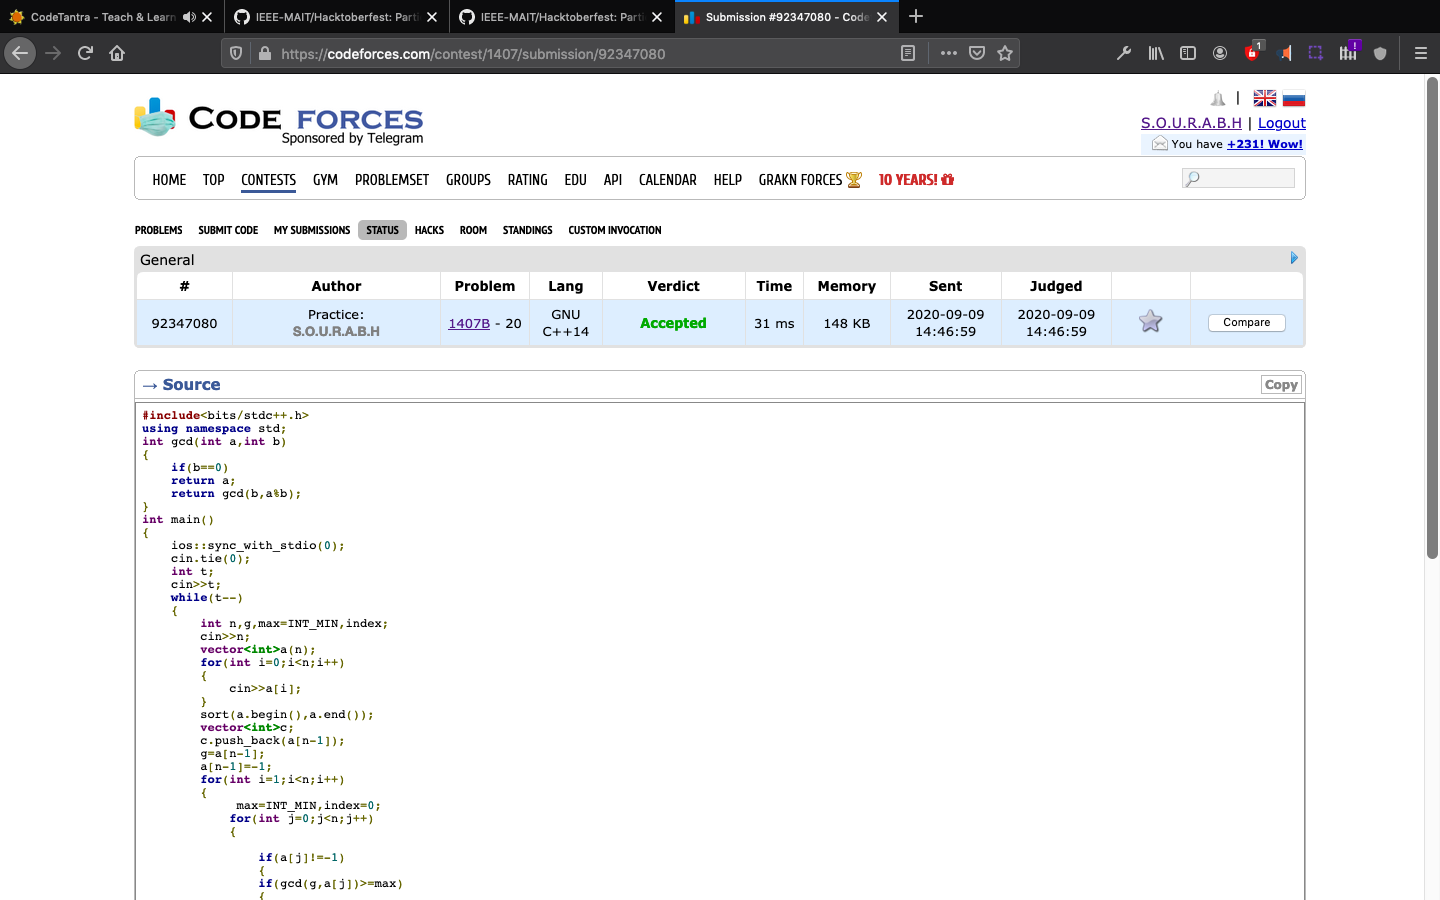 CodeTantra - Teach & Learn
IEEE-MAIT/Hacktoberfest: Parti
IEEE-MAIT/Hacktoberfest: Parti
Submission #92347080 - Code
https://codeforces.com/contest/1407/submission/92347080
1
!
CODE FORCES
Sponsored by Telegram
|
S.O.U.R.A.B.H | Logout
You have +231! Wow!
HOME TOP CONTESTS GYM PROBLEMSET GROUPS RATING EDU API CALENDAR HELP GRAKN FORCES 10 YEARS!
PROBLEMS SUBMIT CODE MY SUBMISSIONS STATUS HACKS ROOM STANDINGS CUSTOM INVOCATION
General
# Author Problem Lang Verdict Time Memory Sent Judged
92347080 Practice: S.O.U.R.A.B.H 1407B - 20 GNU C++14 Accepted 31 ms 148 KB 2020-09-09 14:46:59 2020-09-09 14:46:59 Compare
→ Source Copy
#include<bits/stdc++.h>
using namespace std;
int gcd(int a,int b)
{
if(b==0)
return a;
return gcd(b,a%b);
}
int main()
{
ios::sync_with_stdio(0);
cin.tie(0);
int t;
cin>>t;
while(t--)
{
int n,g,max=INT_MIN,index;
cin>>n;
vector<int>a(n);
for(int i=0;i<n;i++)
{
cin>>a[i];
}
sort(a.begin(),a.end());
vector<int>c;
c.push_back(a[n-1]);
g=a[n-1];
a[n-1]=-1;
for(int i=1;i<n;i++)
{
max=INT_MIN,index=0;
for(int j=0;j<n;j++)
{
if(a[j]!=-1)
{
if(gcd(g,a[j])>=max)
{